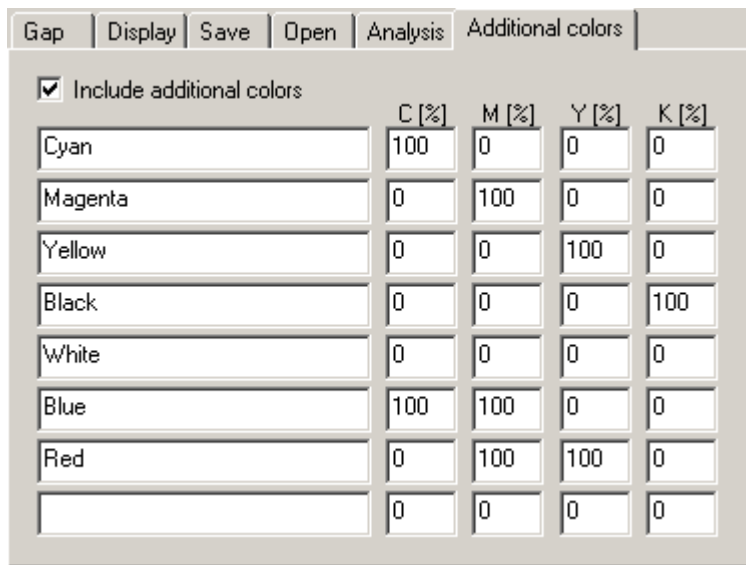 Gap Display Save Open Analysis Additional colors
Include additional colors
C [%] M [%] Y [%] K [%]
Cyan 100 0 0 0
Magenta 0 100 0 0
Yellow 0 0 100 0
Black 0 0 0 100
White 0 0 0 0
Blue 100 100 0 0
Red 0 100 100 0
0 0 0 0